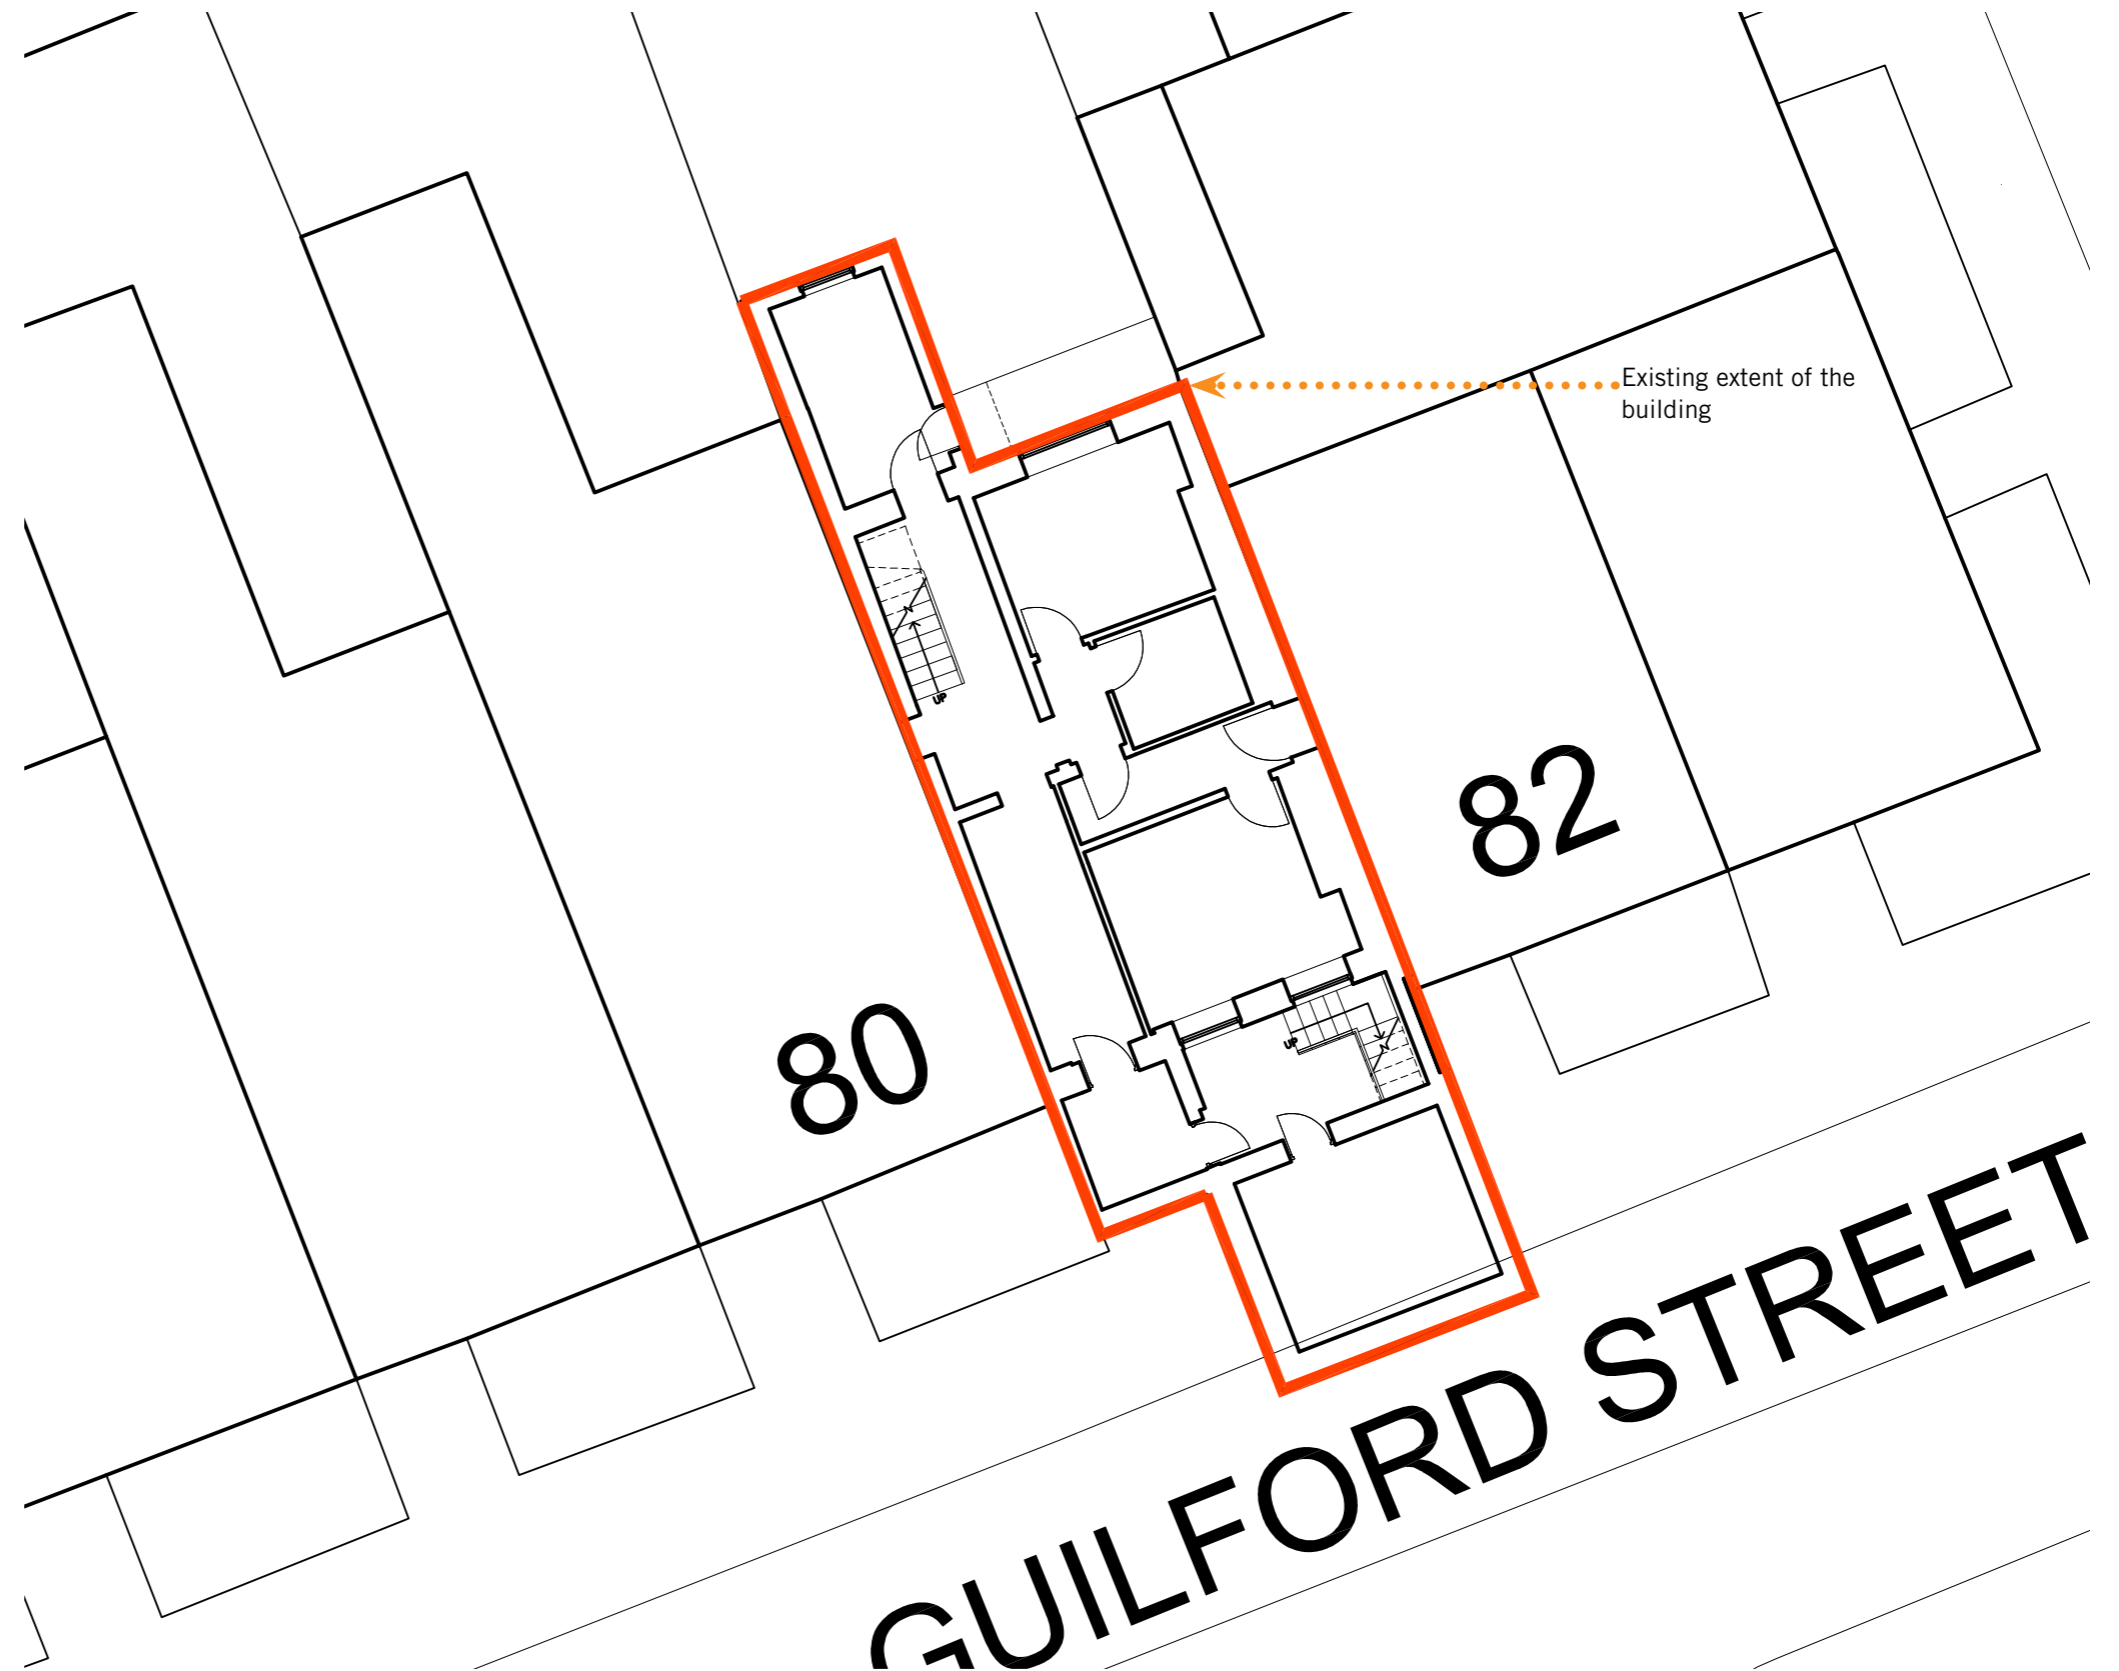 Existing extent of the
building
82
80
UP
UP
GUILFORD STREET